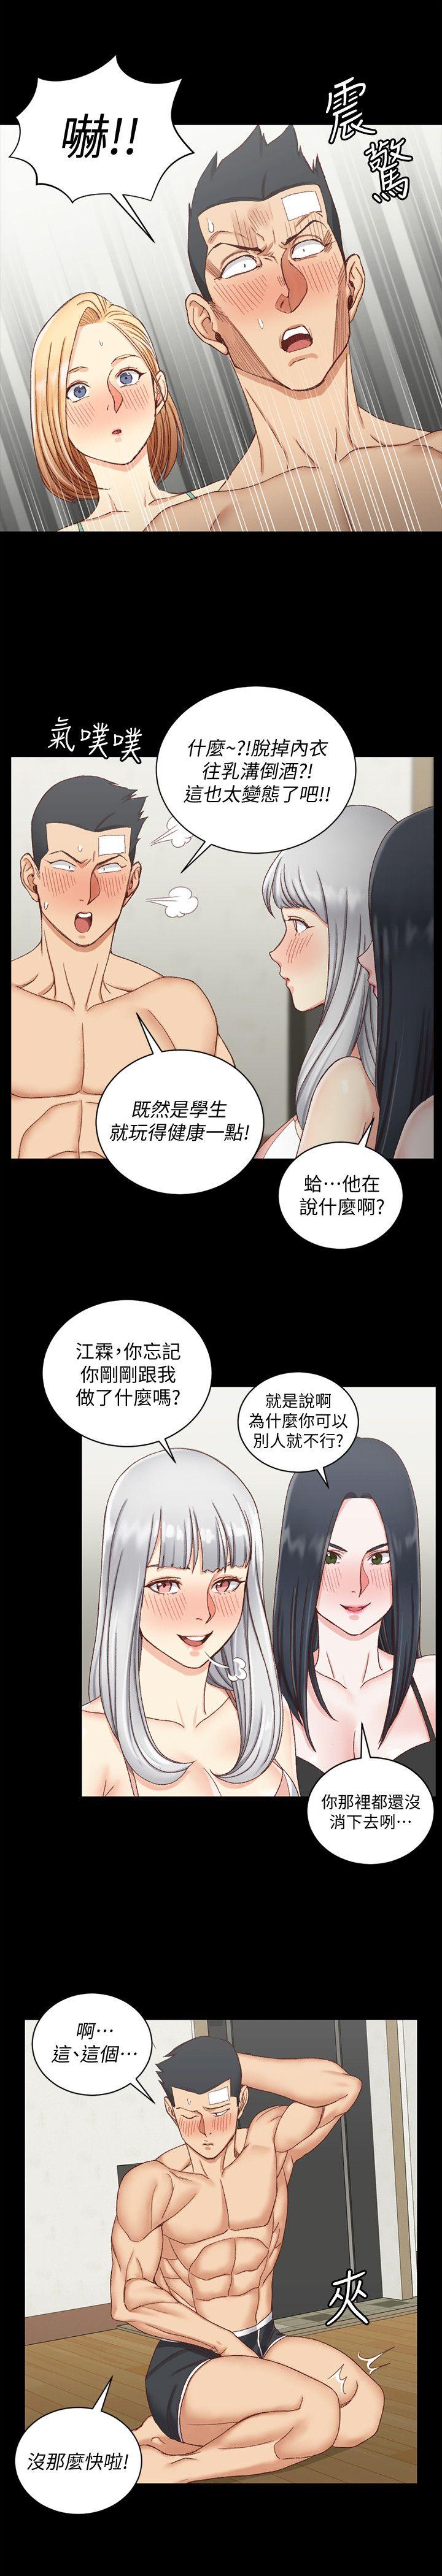 嚇!!
震驚
氣噗噗
什麼~?!脫掉內衣
往乳溝倒酒?!
這也太變態了吧!!
既然是學生
就玩得健康一點!
蛤…他在
說什麼啊?
江霖,你忘記
你剛剛跟我
做了什麼嗎?
就是說啊
為什麼你可以
別人就不行?
你那裡都還沒
消下去咧…
啊…
這、這個…
夾
沒那麼快啦!